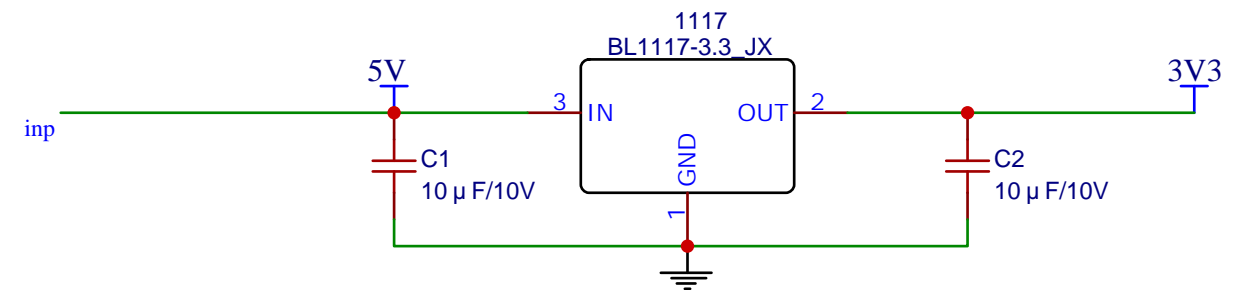 1117
BL1117-3.3_JX
5V
3V3
inp
3
IN
OUT
2
GND
1
C1
10 µ F/10V
C2
10 µ F/10V